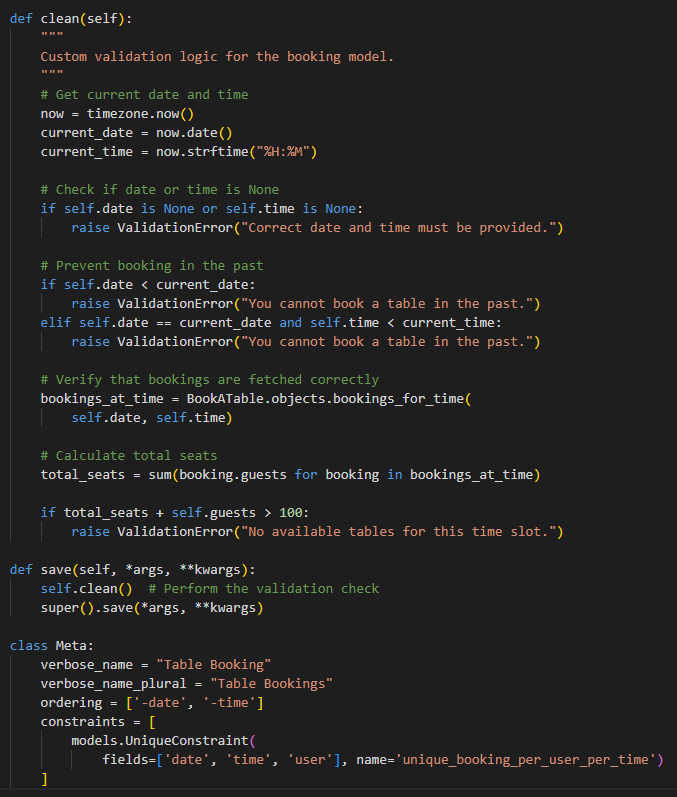 def clean(self):
    """
    Custom validation logic for the booking model.
    """
    # Get current date and time
    now = timezone.now()
    current_date = now.date()
    current_time = now.strftime("%H:%M")

    # Check if date or time is None
    if self.date is None or self.time is None:
        raise ValidationError("Correct date and time must be provided.")

    # Prevent booking in the past
    if self.date < current_date:
        raise ValidationError("You cannot book a table in the past.")
    elif self.date == current_date and self.time < current_time:
        raise ValidationError("You cannot book a table in the past.")

    # Verify that bookings are fetched correctly
    bookings_at_time = BookATable.objects.bookings_for_time(
        self.date, self.time)

    # Calculate total seats
    total_seats = sum(booking.guests for booking in bookings_at_time)

    if total_seats + self.guests > 100:
        raise ValidationError("No available tables for this time slot.")

def save(self, *args, **kwargs):
    self.clean()  # Perform the validation check
    super().save(*args, **kwargs)

class Meta:
    verbose_name = "Table Booking"
    verbose_name_plural = "Table Bookings"
    ordering = ['-date', '-time']
    constraints = [
        models.UniqueConstraint(
            fields=['date', 'time', 'user'], name='unique_booking_per_user_per_time')
    ]